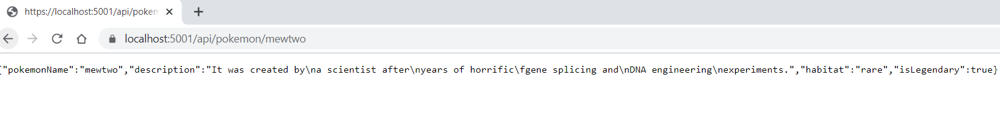 https://localhost:5001/api/pokem
localhost:5001/api/pokemon/mewtwo
{"pokemonName":"mewtwo","description":"It was created by\na scientist after\nyears of horrific\fgene splicing and\nDNA engineering\nexperiments.","habitat":"rare","isLegendary":true}